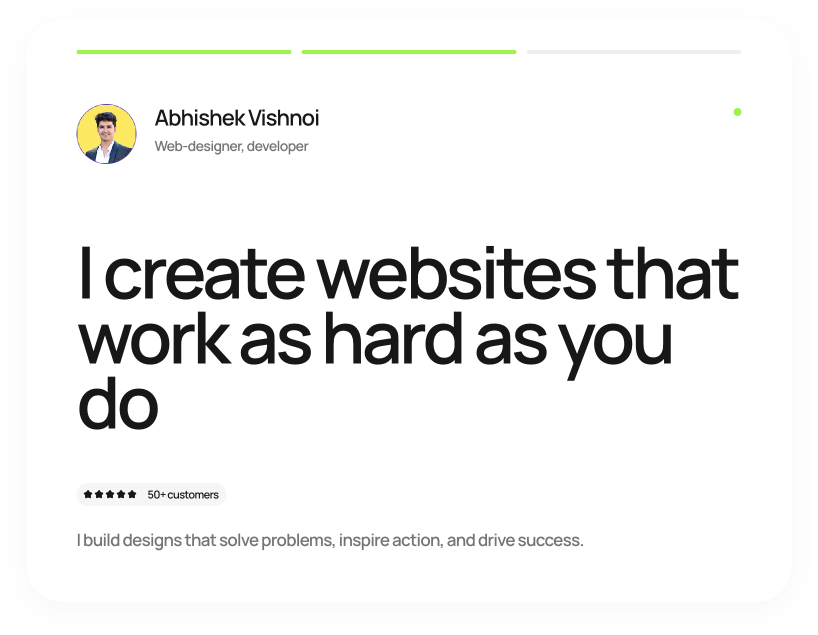 Abhishek Vishnoi
Web-designer, developer
I create websites that
work as hard as you
do
50+ customers
I build designs that solve problems, inspire action, and drive success.